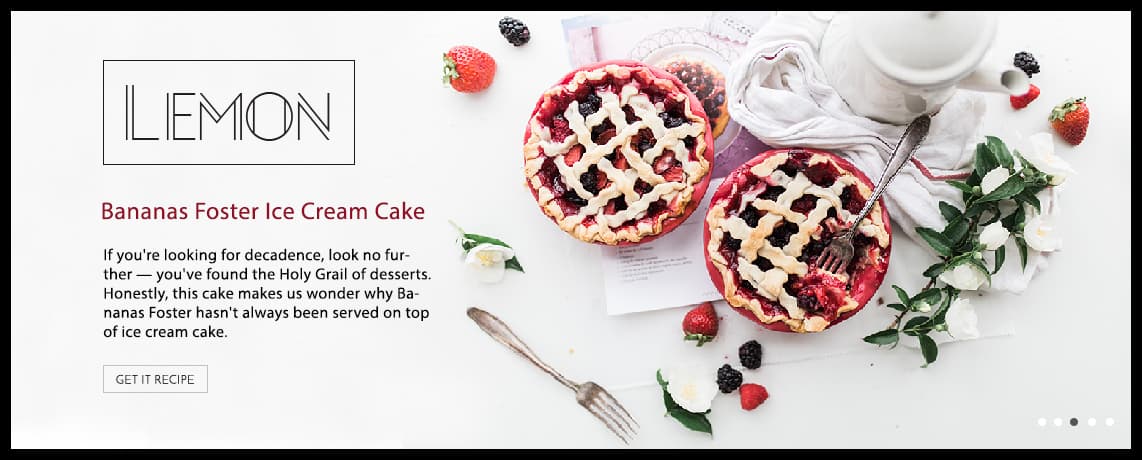 LEMON
Bananas Foster Ice Cream Cake
If you're looking for decadence, look no fur-
ther — you've found the Holy Grail of desserts.
Honestly, this cake makes us wonder why Ba-
nanas Foster hasn't always been served on top
of ice cream cake.
GET IT RECIPE